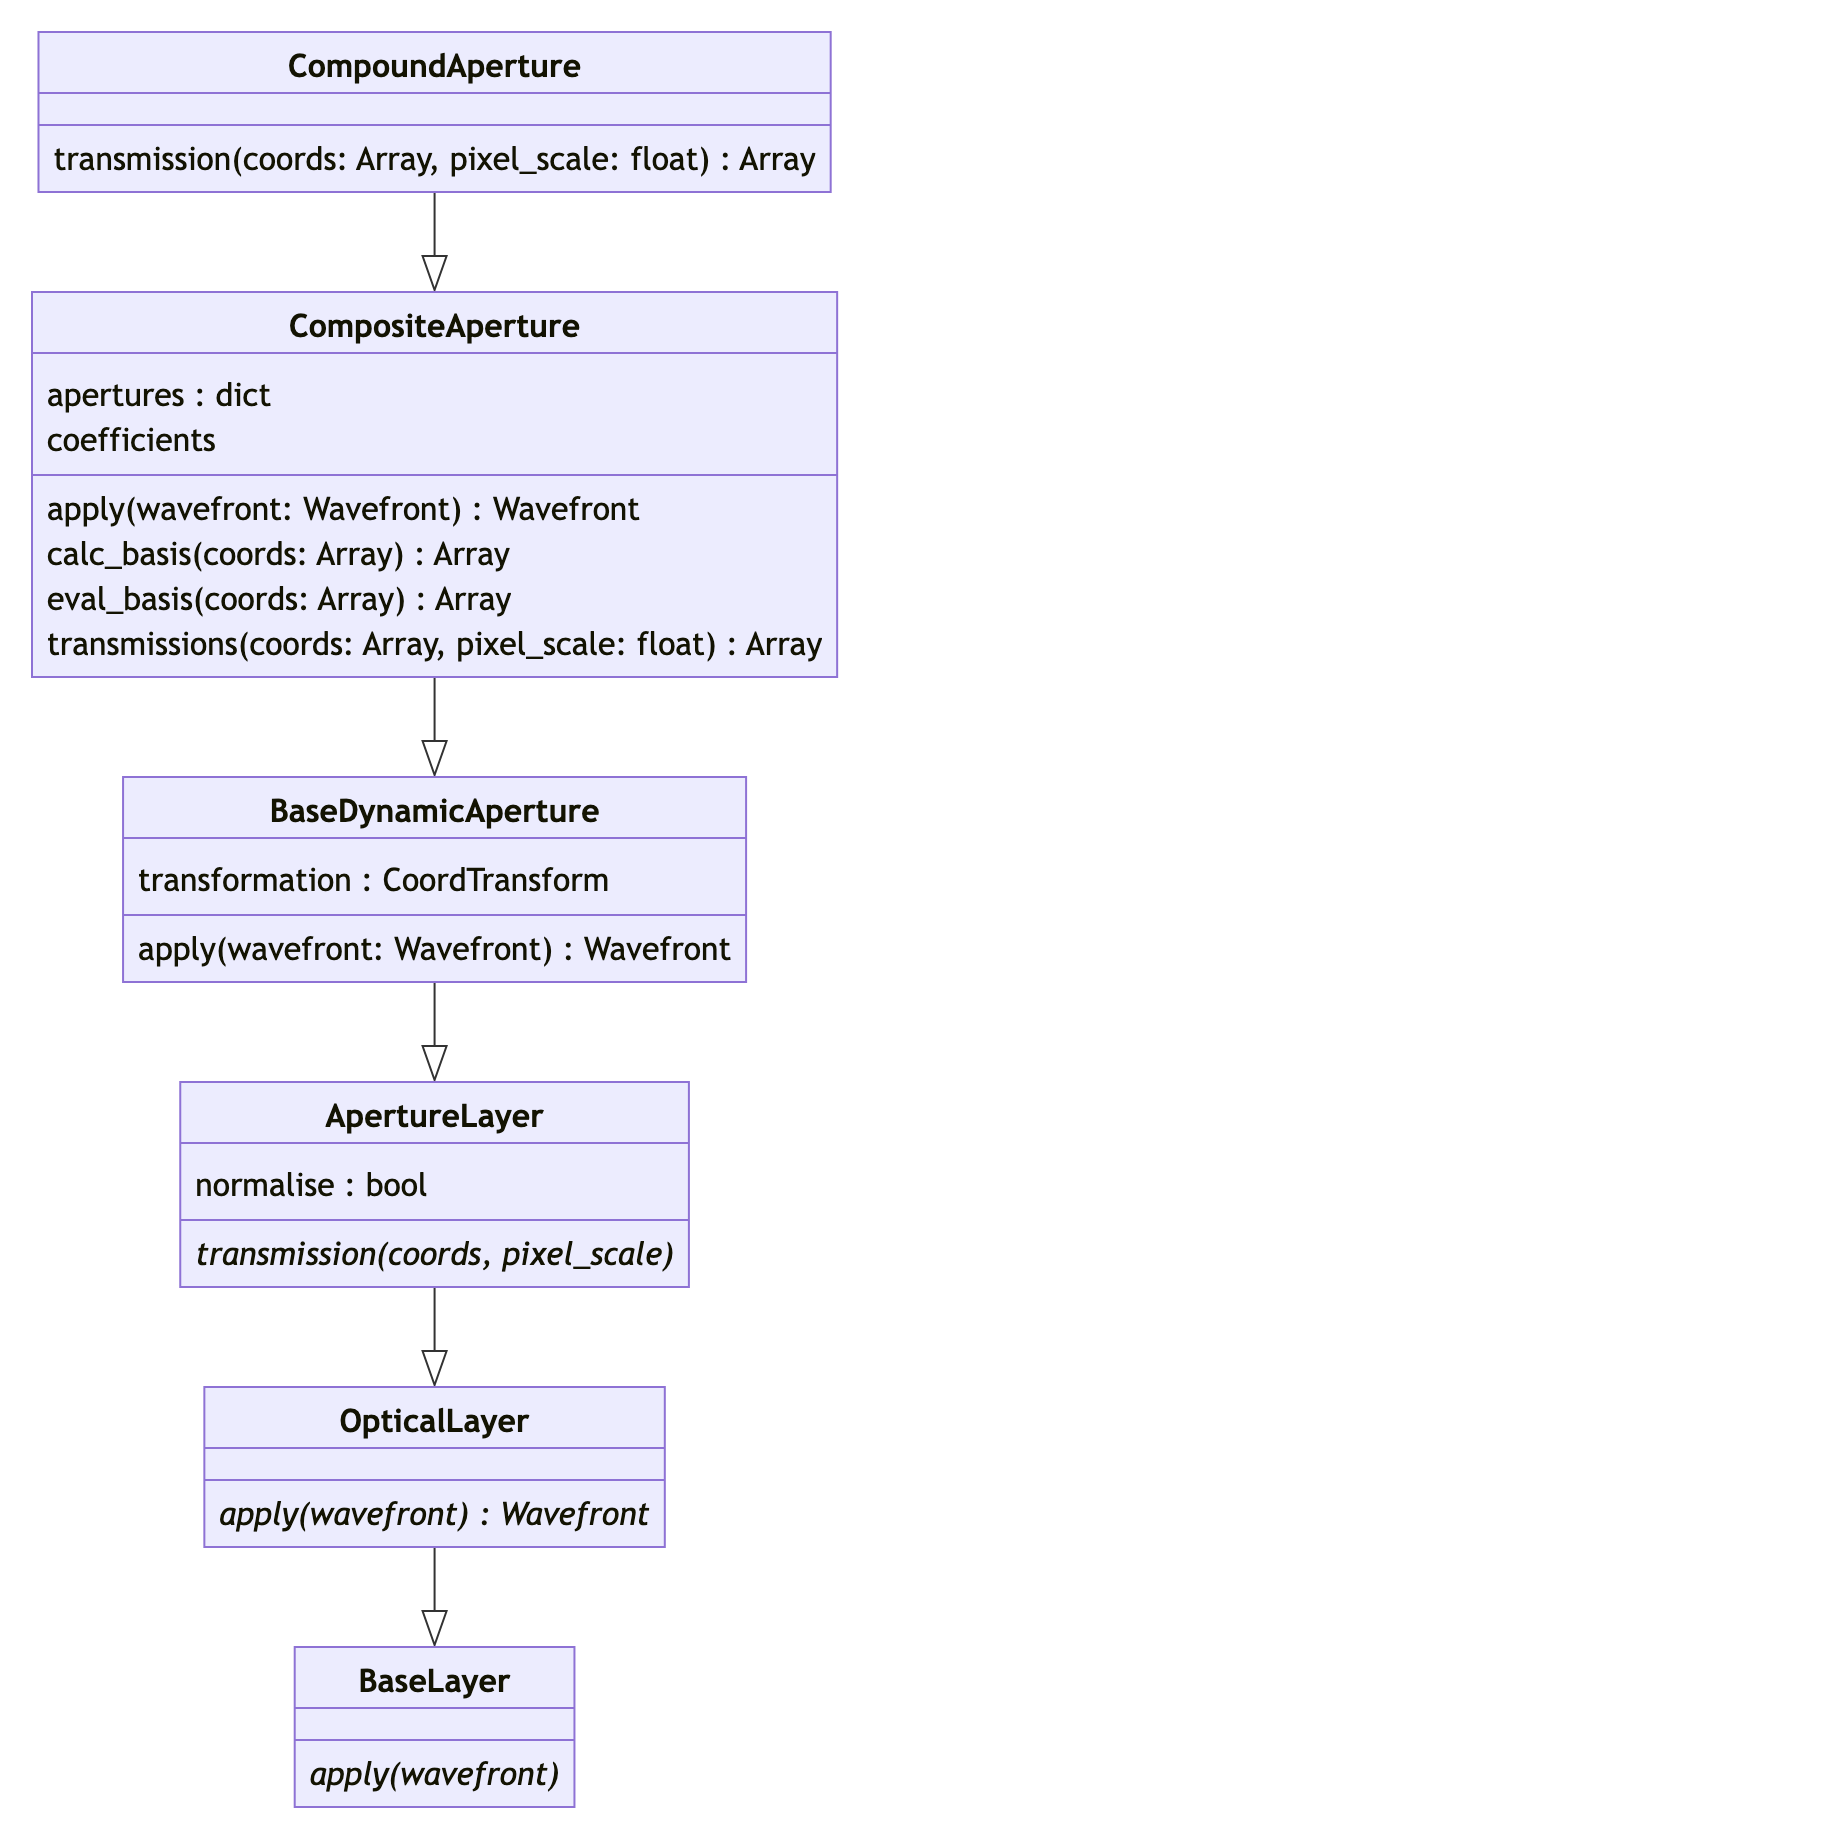 CompoundAperture
transmission(coords: Array, pixel_scale: float) : Array
CompositeAperture
apertures : dict
coefficients
apply(wavefront: Wavefront) : Wavefront
calc_basis(coords: Array) : Array
eval_basis(coords: Array) : Array
transmissions(coords: Array, pixel_scale: float) : Array
BaseDynamicAperture
transformation : CoordTransform
apply(wavefront: Wavefront) : Wavefront
ApertureLayer
normalise : bool
transmission(coords, pixel_scale)
OpticalLayer
apply(wavefront) : Wavefront
BaseLayer
apply(wavefront)